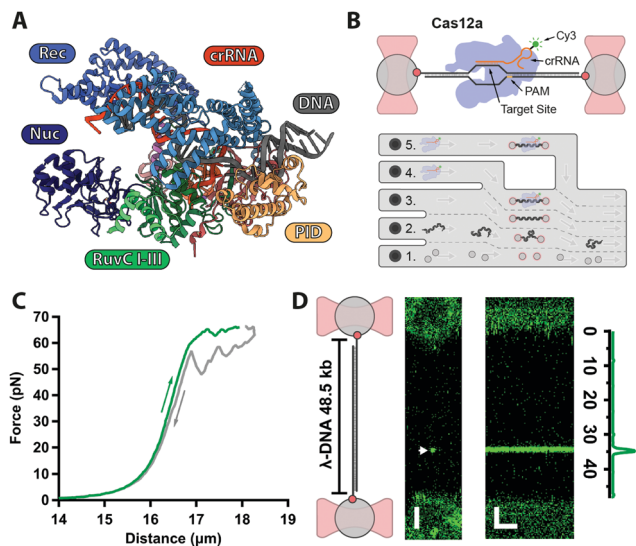 A
Rec
crRNA
DNA
Nuc
PID
RuvC I-III
B
Cas12a
Cy3
crRNA
PAM
Target Site
5.
4.
3.
2.
1.
C
Force (pN)
70
60
50
40
30
20
10
0
14 15 16 17 18 19
Distance (µm)
D
λ-DNA 48.5 kb
0
10
20
30
40